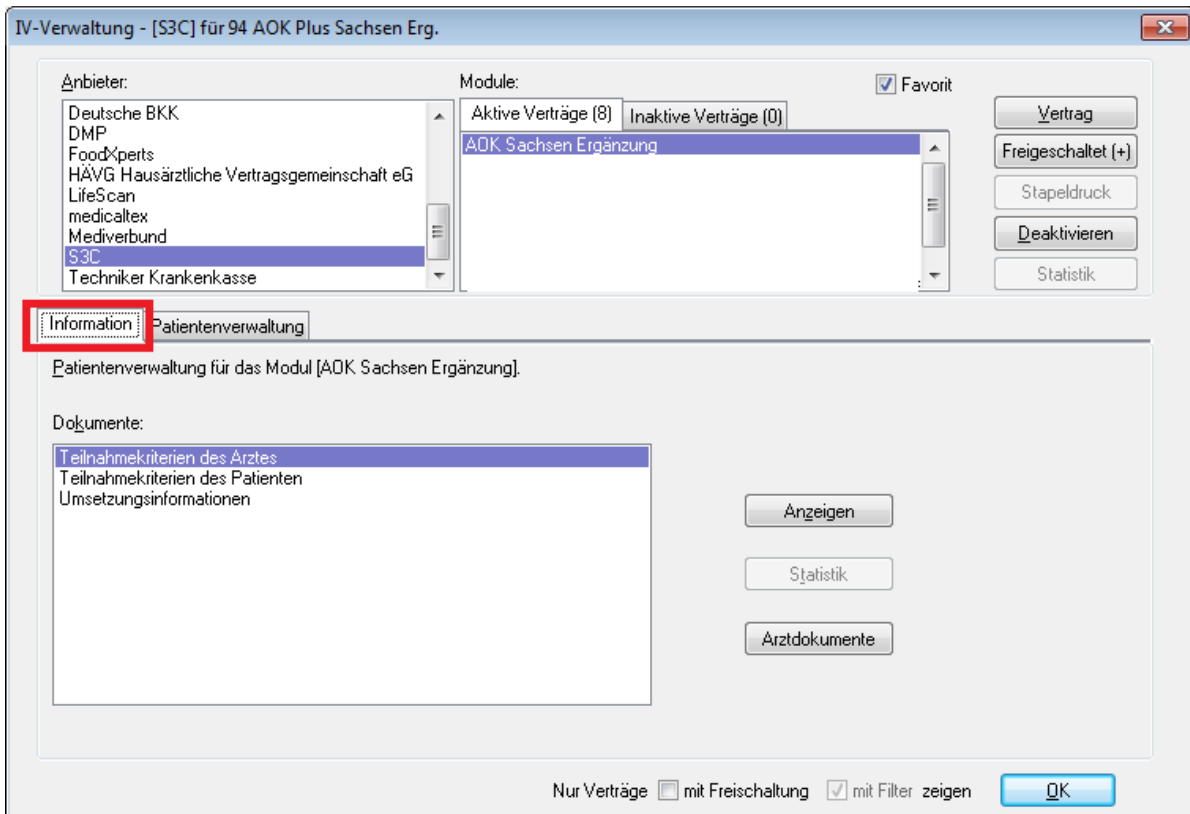 IV-Verwaltung - [S3C] für 94 AOK Plus Sachsen Erg.
Anbieter:
Deutsche BKK
DMP
FoodXperts
HÄVG Hausärztliche Vertragsgemeinschaft eG
LifeScan
medicaltex
Mediverbund
S3C
Techniker Krankenkasse
Module:
Favorit
Aktive Verträge (8) Inaktive Verträge (0)
AOK Sachsen Ergänzung
Vertrag
Freigeschaltet (+)
Stapeldruck
Deaktivieren
Statistik
Information Patientenverwaltung
Patientenverwaltung für das Modul [AOK Sachsen Ergänzung].
Dokumente:
Teilnahmekriterien des Arztes
Teilnahmekriterien des Patienten
Umsetzungsinformationen
Anzeigen
Statistik
Arztdokumente
Nur Verträge mit Freischaltung mit Filter zeigen OK